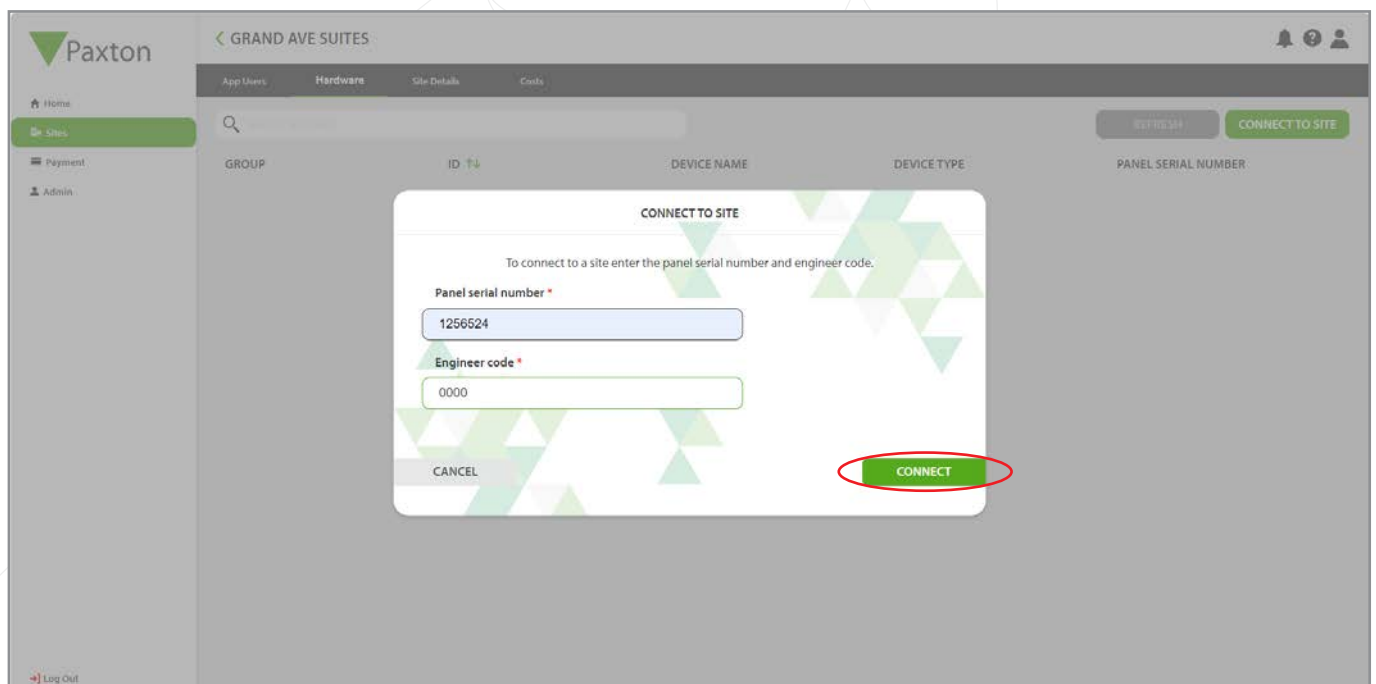 Paxton
GRAND AVE SUITES
App Users Hardware Site Details Costs
Home
Sites
Payment
Admin
REFRESH CONNECT TO SITE
GROUP ID DEVICE NAME DEVICE TYPE PANEL SERIAL NUMBER
CONNECT TO SITE
To connect to a site enter the panel serial number and engineer code.
Panel serial number *
1256524
Engineer code *
0000
CANCEL CONNECT
Log Out